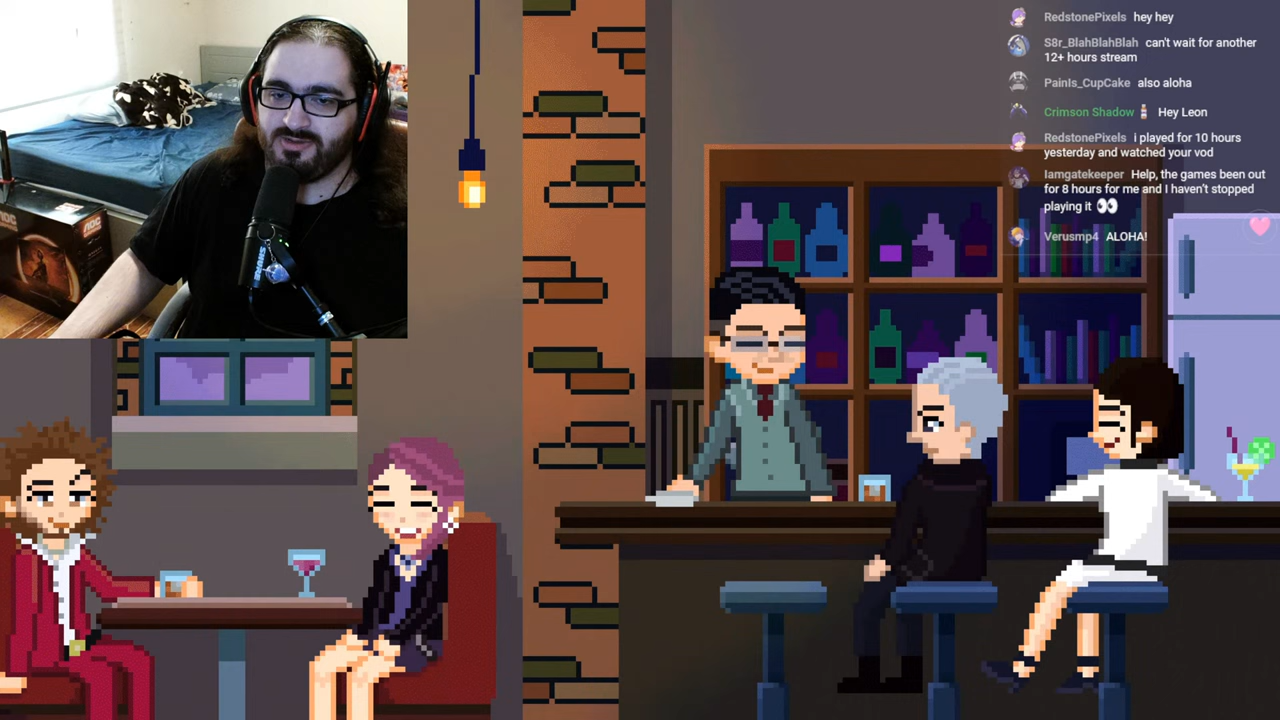 RedstonePixels hey hey
S8r_BlahBlahBlah can't wait for another
12+ hours stream
PainIs_CupCake also aloha
Crimson Shadow Hey Leon
RedstonePixels i played for 10 hours
yesterday and watched your vod
Iamgatekeeper Help, the games been out
for 8 hours for me and I haven't stopped
playing it 👀
Verusmp4 ALOHA!
AOC
SHURE